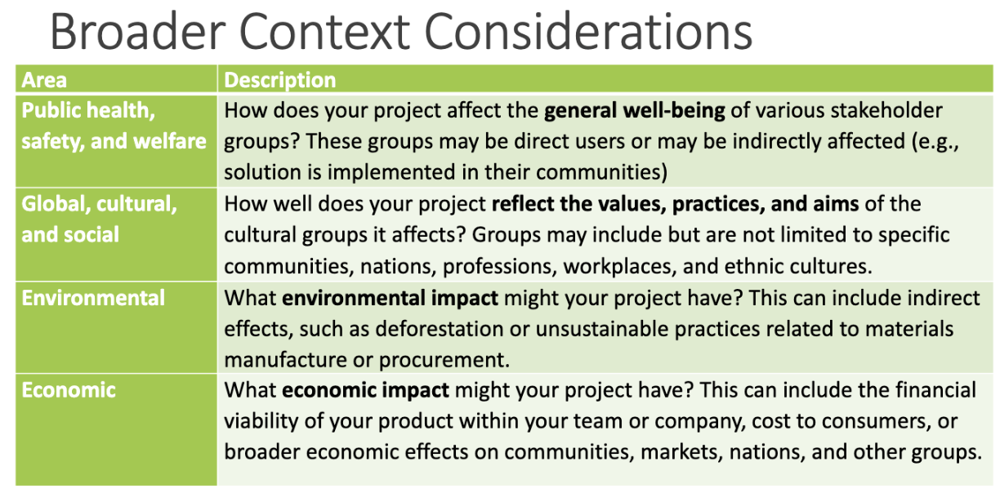 Broader Context Considerations
Area
Description
Public health,
safety, and welfare
How does your project affect the general well-being of various stakeholder
groups? These groups may be direct users or may be indirectly affected (e.g.,
solution is implemented in their communities)
Global, cultural,
and social
How well does your project reflect the values, practices, and aims of the
cultural groups it affects? Groups may include but are not limited to specific
communities, nations, professions, workplaces, and ethnic cultures.
Environmental
What environmental impact might your project have? This can include indirect
effects, such as deforestation or unsustainable practices related to materials
manufacture or procurement.
Economic
What economic impact might your project have? This can include the financial
viability of your product within your team or company, cost to consumers, or
broader economic effects on communities, markets, nations, and other groups.